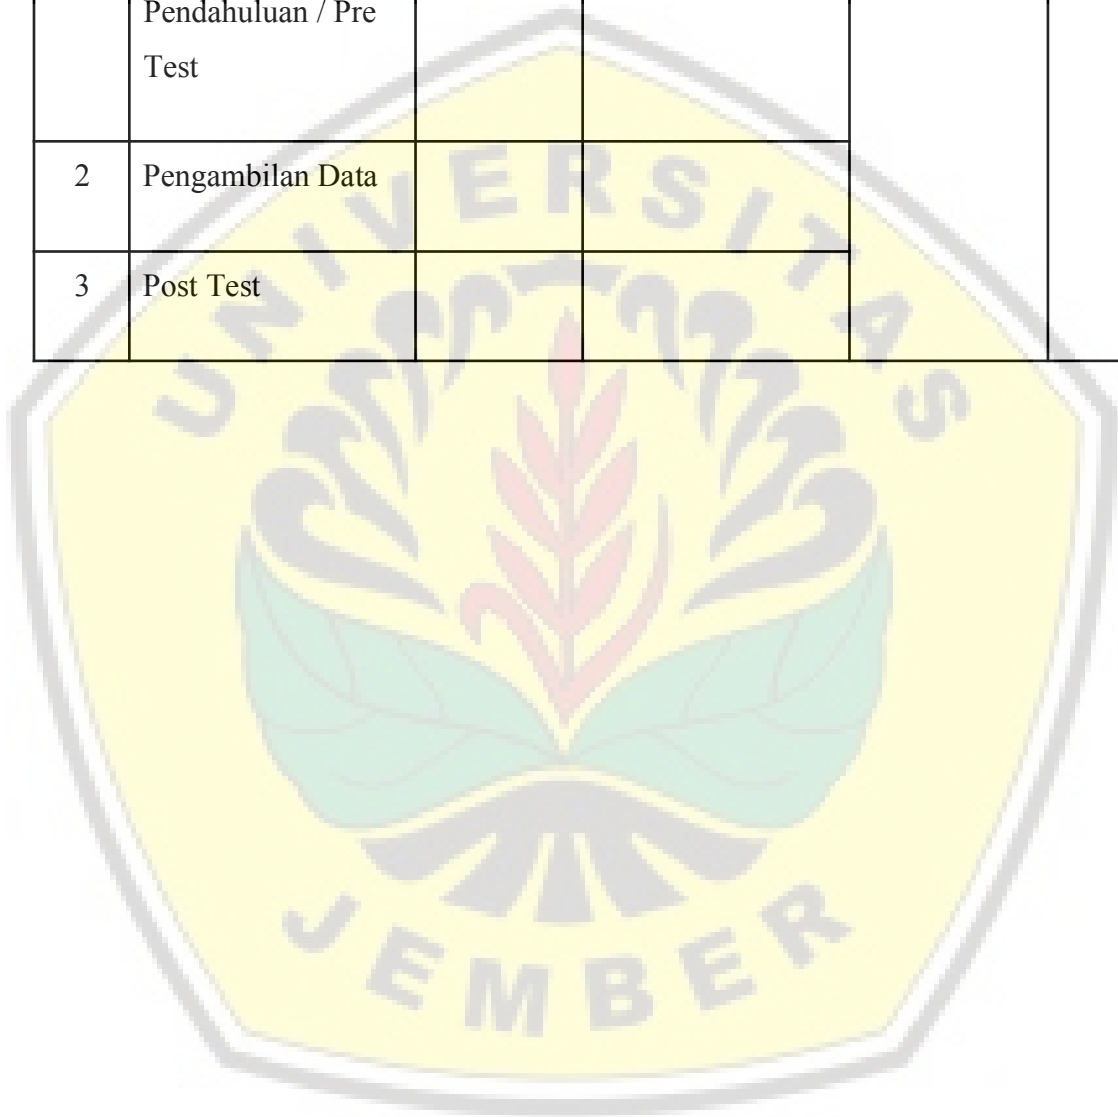 Pendahuluan / Pre
Test
2 Pengambilan Data
3 Post Test
UNIVERSITAS
JEMBER